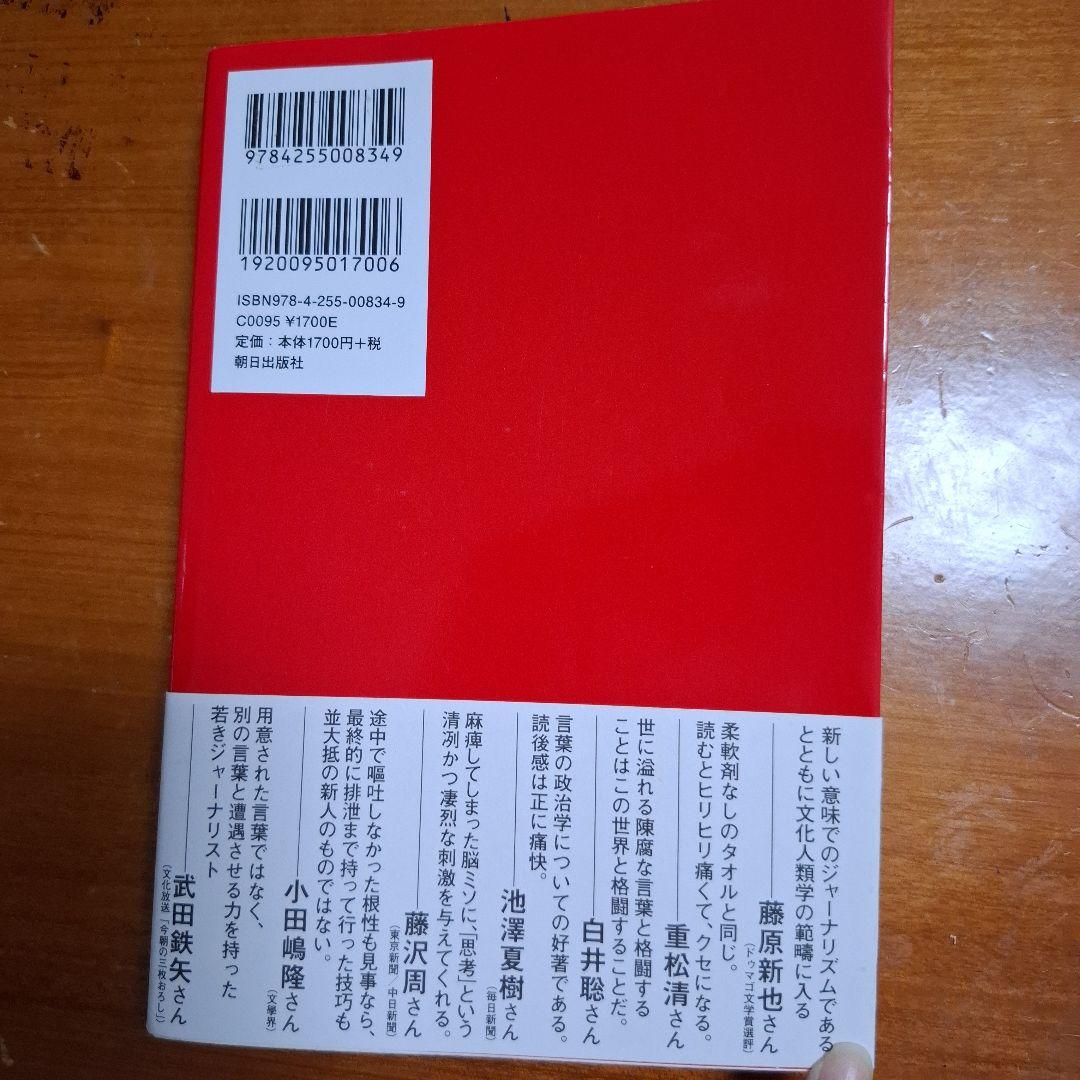 9784255008349
1920095017006
ISBN978-4-255-00834-9
C0095 ¥1700E
定価：本体1700円＋税
朝日出版社
新しい意味でのジャーナリズムである
とともに文化人類学の範疇に入る
藤原新也さん
（ドゥマゴ文学賞選評）
柔軟剤なしのタオルと同じ。
読むとヒリヒリ痛くて、クセになる。
重松清さん
世に溢れる陳腐な言葉と格闘する
ことはこの世界と格闘することだ。
白井聡さん
言葉の政治学についての好著である。
読後感は正に痛快。
池澤夏樹さん
（毎日新聞）
麻痺してしまった脳ミソに、「思考」という
清冽かつ凄烈な刺激を与えてくれる。
藤沢周さん
（東京新聞／中日新聞）
途中で嘔吐しなかった根性も見事なら、
最終的に排泄まで持って行った技巧も
並大抵の新人のものではない。
小田嶋隆さん
（文學界）
用意された言葉ではなく、
別の言葉と遭遇させる力を持った
若きジャーナリスト
武田鉄矢さん
（文化放送「今朝の三枚おろし」）